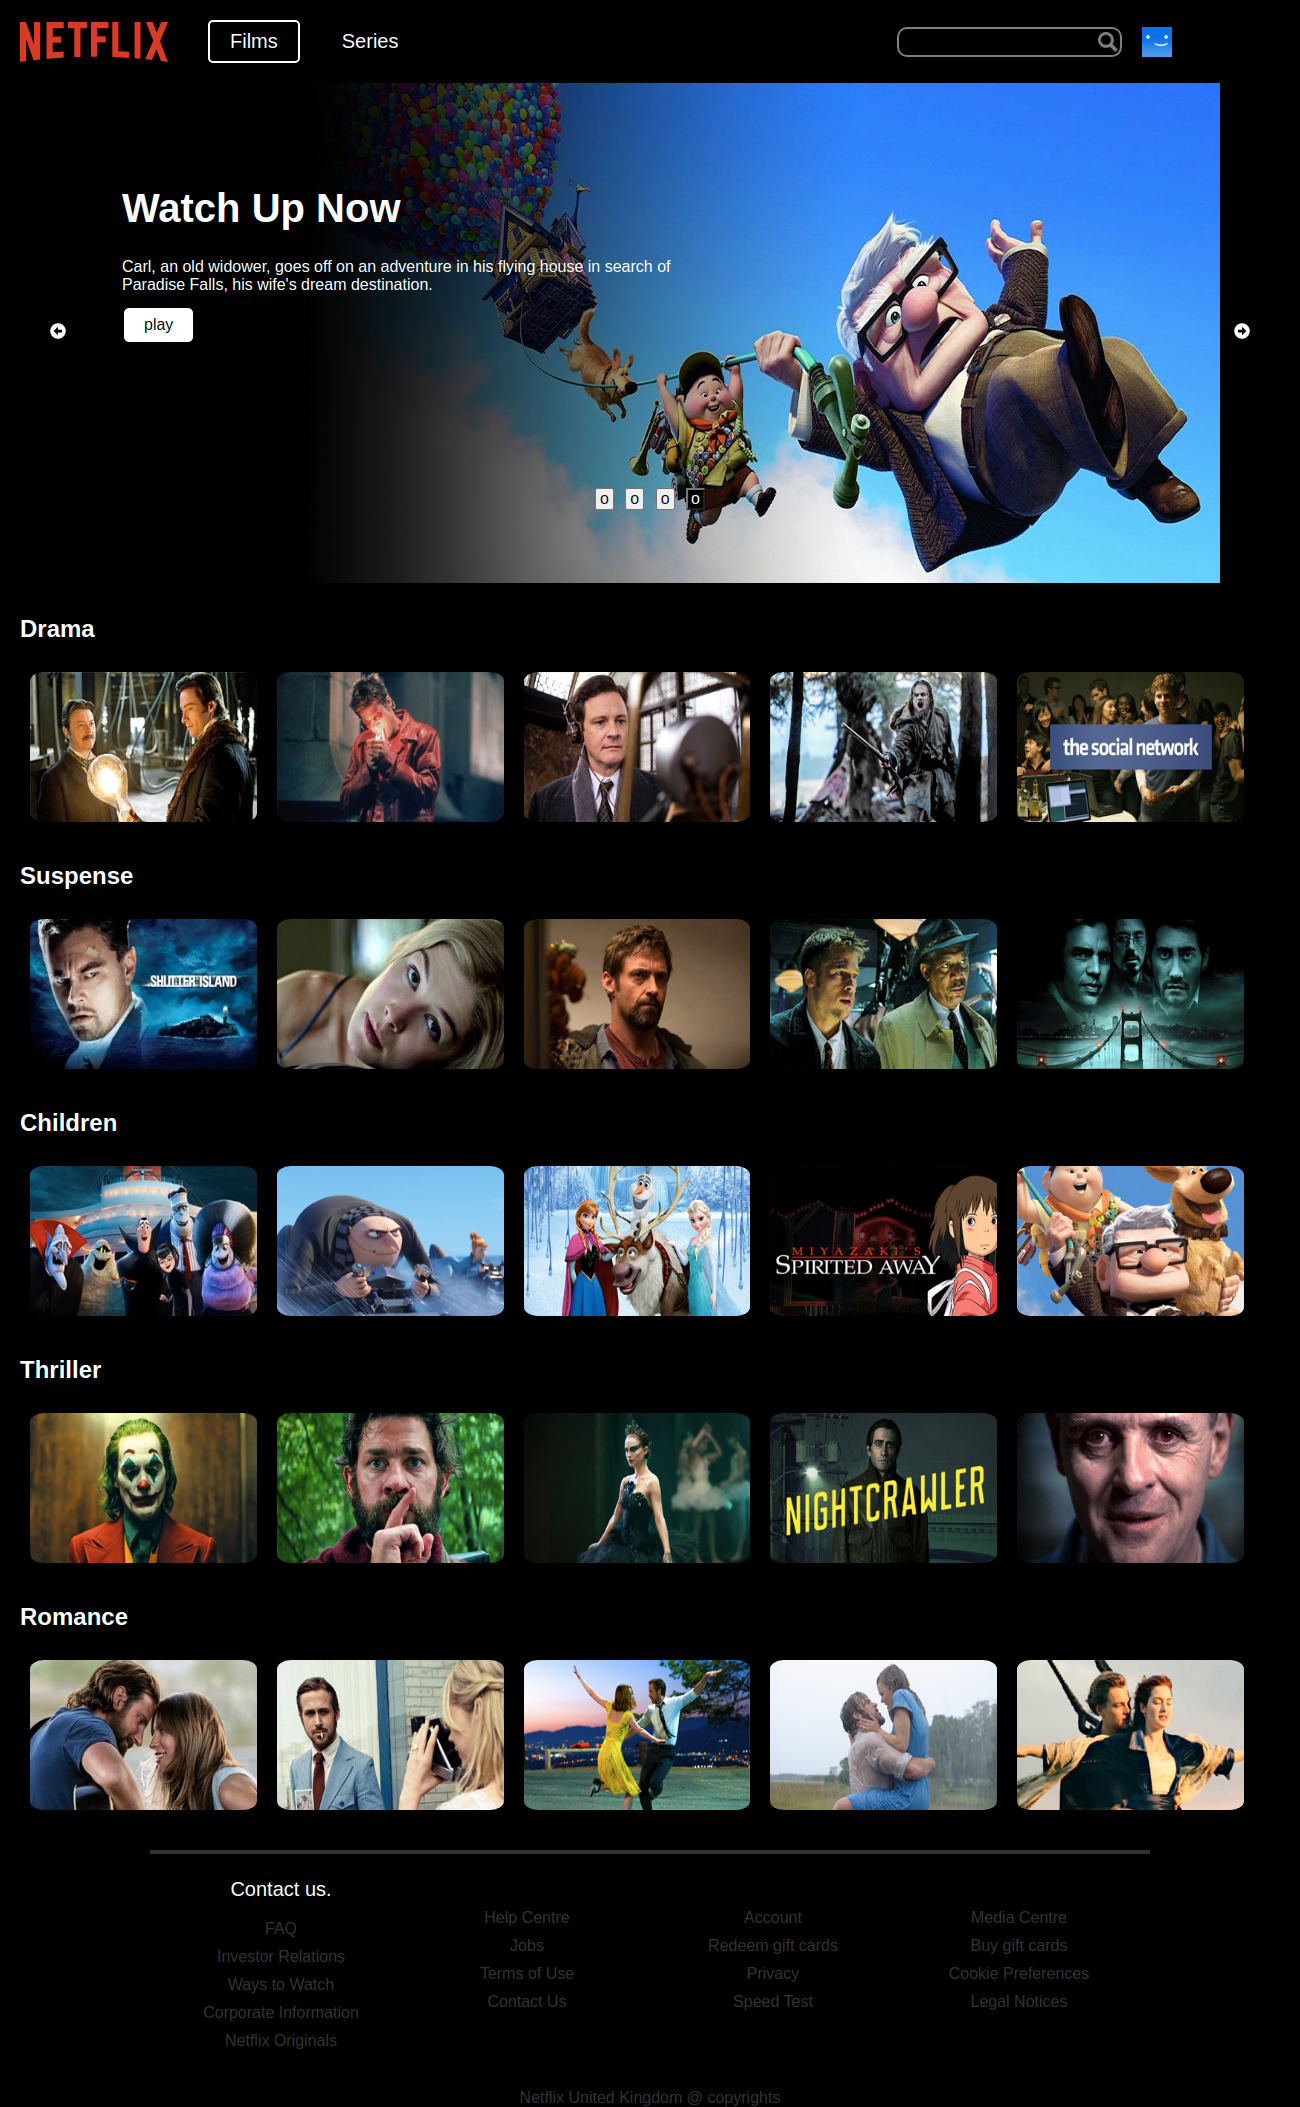 NETFLIX
Films
Series
Watch Up Now
Carl, an old widower, goes off on an adventure in his flying house in search of
Paradise Falls, his wife's dream destination.
play
o o o o
Drama
the social network
Suspense
SHUTTER ISLAND
Children
MIYAZAKI'S
SPIRITED AWAY
Thriller
NIGHTCRAWLER
Romance
Contact us.
FAQ
Investor Relations
Ways to Watch
Corporate Information
Netflix Originals
Help Centre
Jobs
Terms of Use
Contact Us
Account
Redeem gift cards
Privacy
Speed Test
Media Centre
Buy gift cards
Cookie Preferences
Legal Notices
Netflix United Kingdom @ copyrights